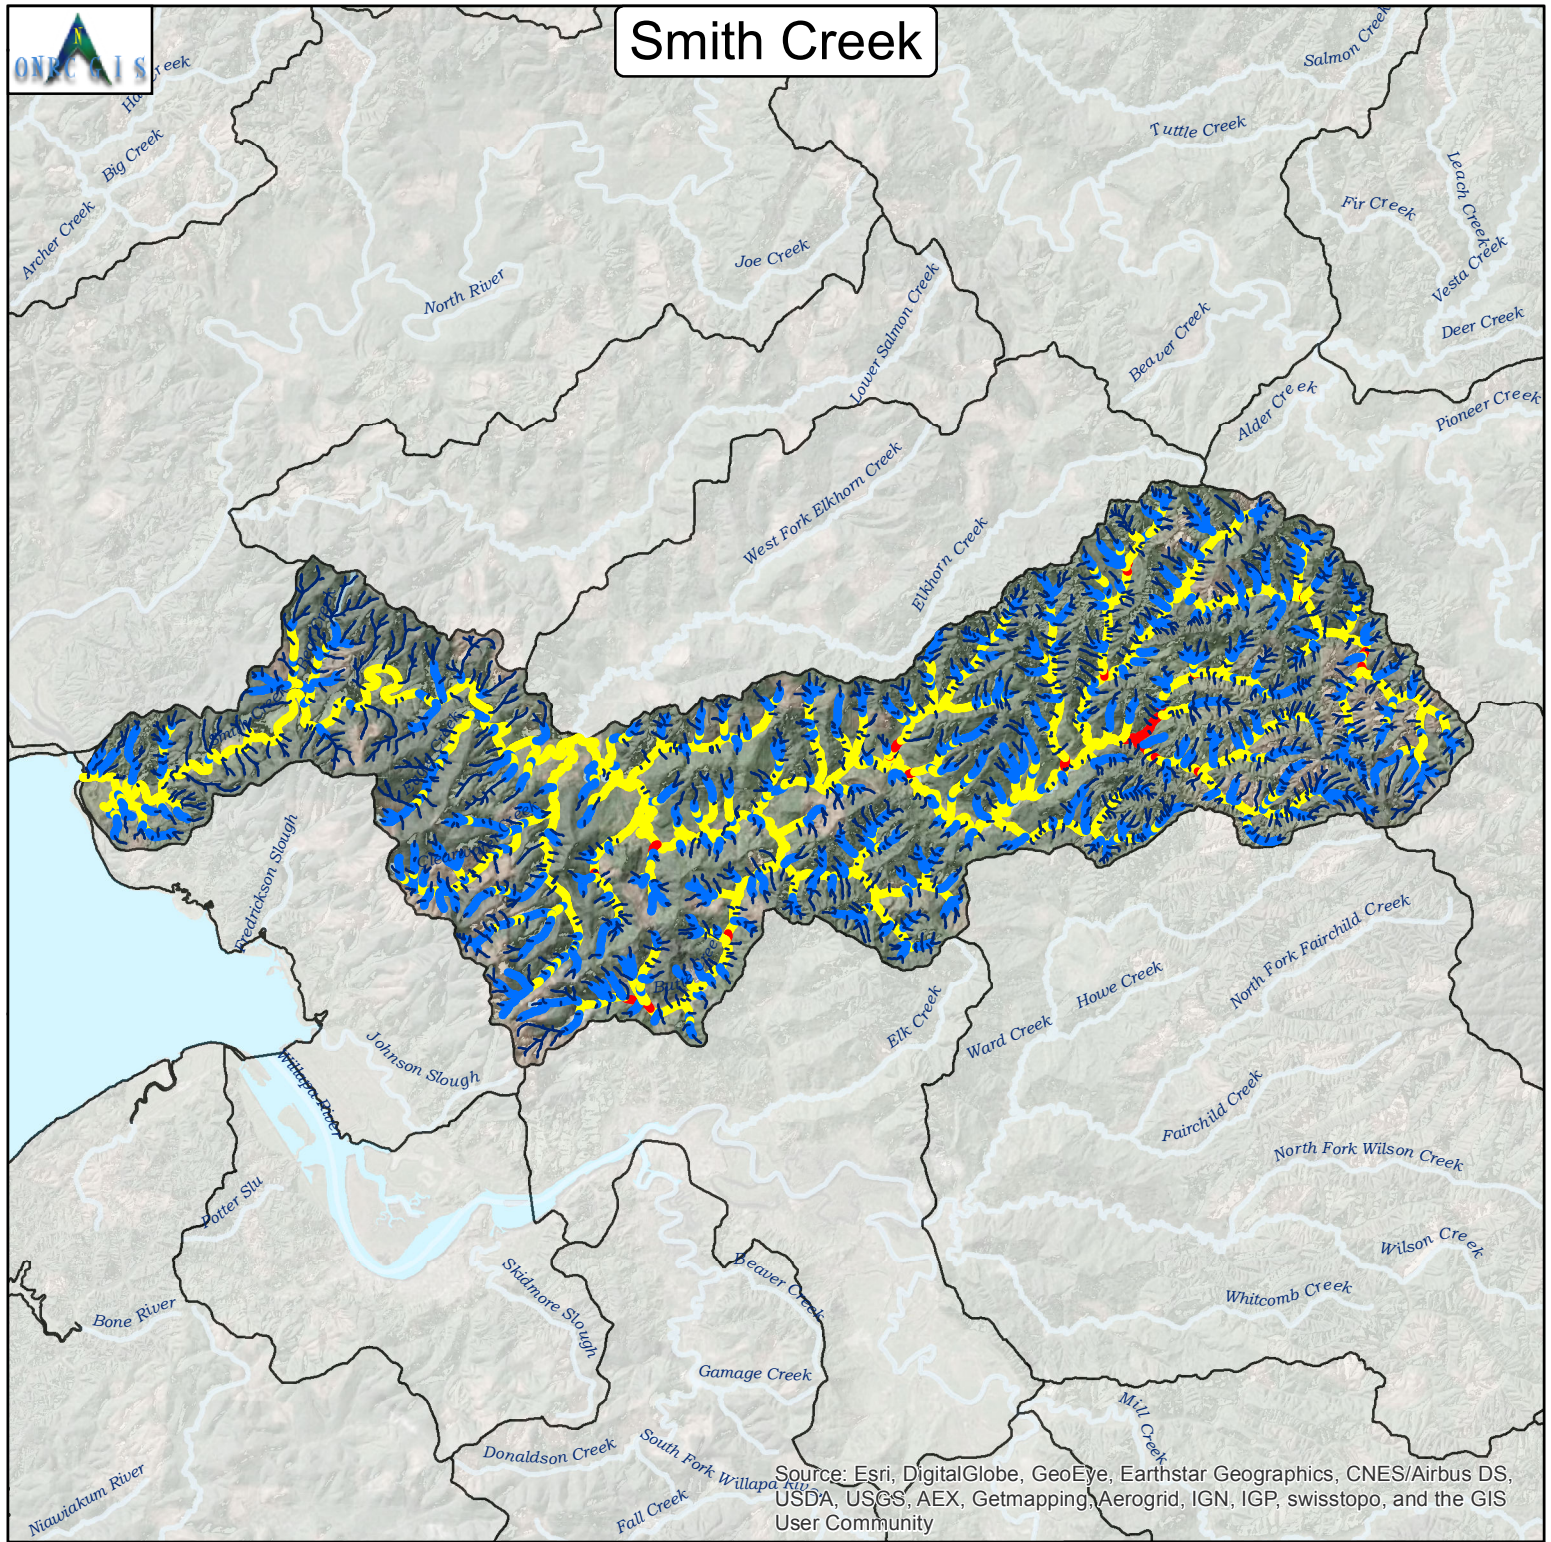 Smith Creek
N
ONRC GIS
Salmon Creek
Tuttle Creek
Big Creek
Leach Creek
Fir Creek
Archer Creek
Joe Creek
Vesta Creek
North River
Lower Salmon Creek
Deer Creek
Beaver Creek
Alder Creek
Pioneer Creek
West Fork Elkhorn Creek
Elkhorn Creek
Fredrickson Slough
North Fork Fairchild Creek
Howe Creek
Elk Creek
Ward Creek
Johnson Slough
Willapa River
Fairchild Creek
North Fork Wilson Creek
Potter Slu
Wilson Creek
Beaver Creek
Skidmore Slough
Whitcomb Creek
Bone River
Gamage Creek
Mill Creek
Donaldson Creek
South Fork Willapa River
Niawiakum River
Fall Creek
Source: Esri, DigitalGlobe, GeoEye, Earthstar Geographics, CNES/Airbus DS,
USDA, USGS, AEX, Getmapping, Aerogrid, IGN, IGP, swisstopo, and the GIS
User Community